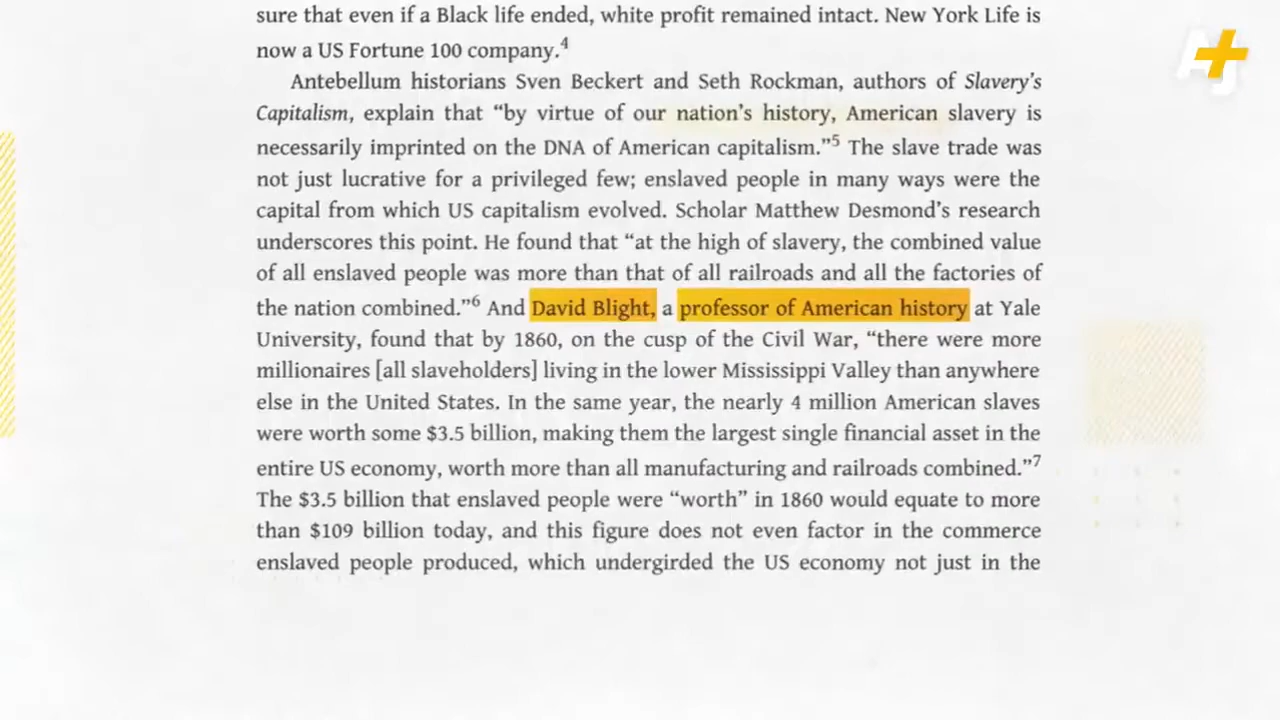 sure that even if a Black life ended, white profit remained intact. New York Life is
now a US Fortune 100 company.4
Antebellum historians Sven Beckert and Seth Rockman, authors of Slavery’s
Capitalism, explain that “by virtue of our nation’s history, American slavery is
necessarily imprinted on the DNA of American capitalism.”5 The slave trade was
not just lucrative for a privileged few; enslaved people in many ways were the
capital from which US capitalism evolved. Scholar Matthew Desmond’s research
underscores this point. He found that “at the high of slavery, the combined value
of all enslaved people was more than that of all railroads and all the factories of
the nation combined.”6 And David Blight, a professor of American history at Yale
University, found that by 1860, on the cusp of the Civil War, “there were more
millionaires [all slaveholders] living in the lower Mississippi Valley than anywhere
else in the United States. In the same year, the nearly 4 million American slaves
were worth some $3.5 billion, making them the largest single financial asset in the
entire US economy, worth more than all manufacturing and railroads combined.”7
The $3.5 billion that enslaved people were “worth” in 1860 would equate to more
than $109 billion today, and this figure does not even factor in the commerce
enslaved people produced, which undergirded the US economy not just in the
AJ+